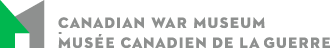 CANADIAN WAR MUSEUM
MUSÉE CANADIEN DE LA GUERRE